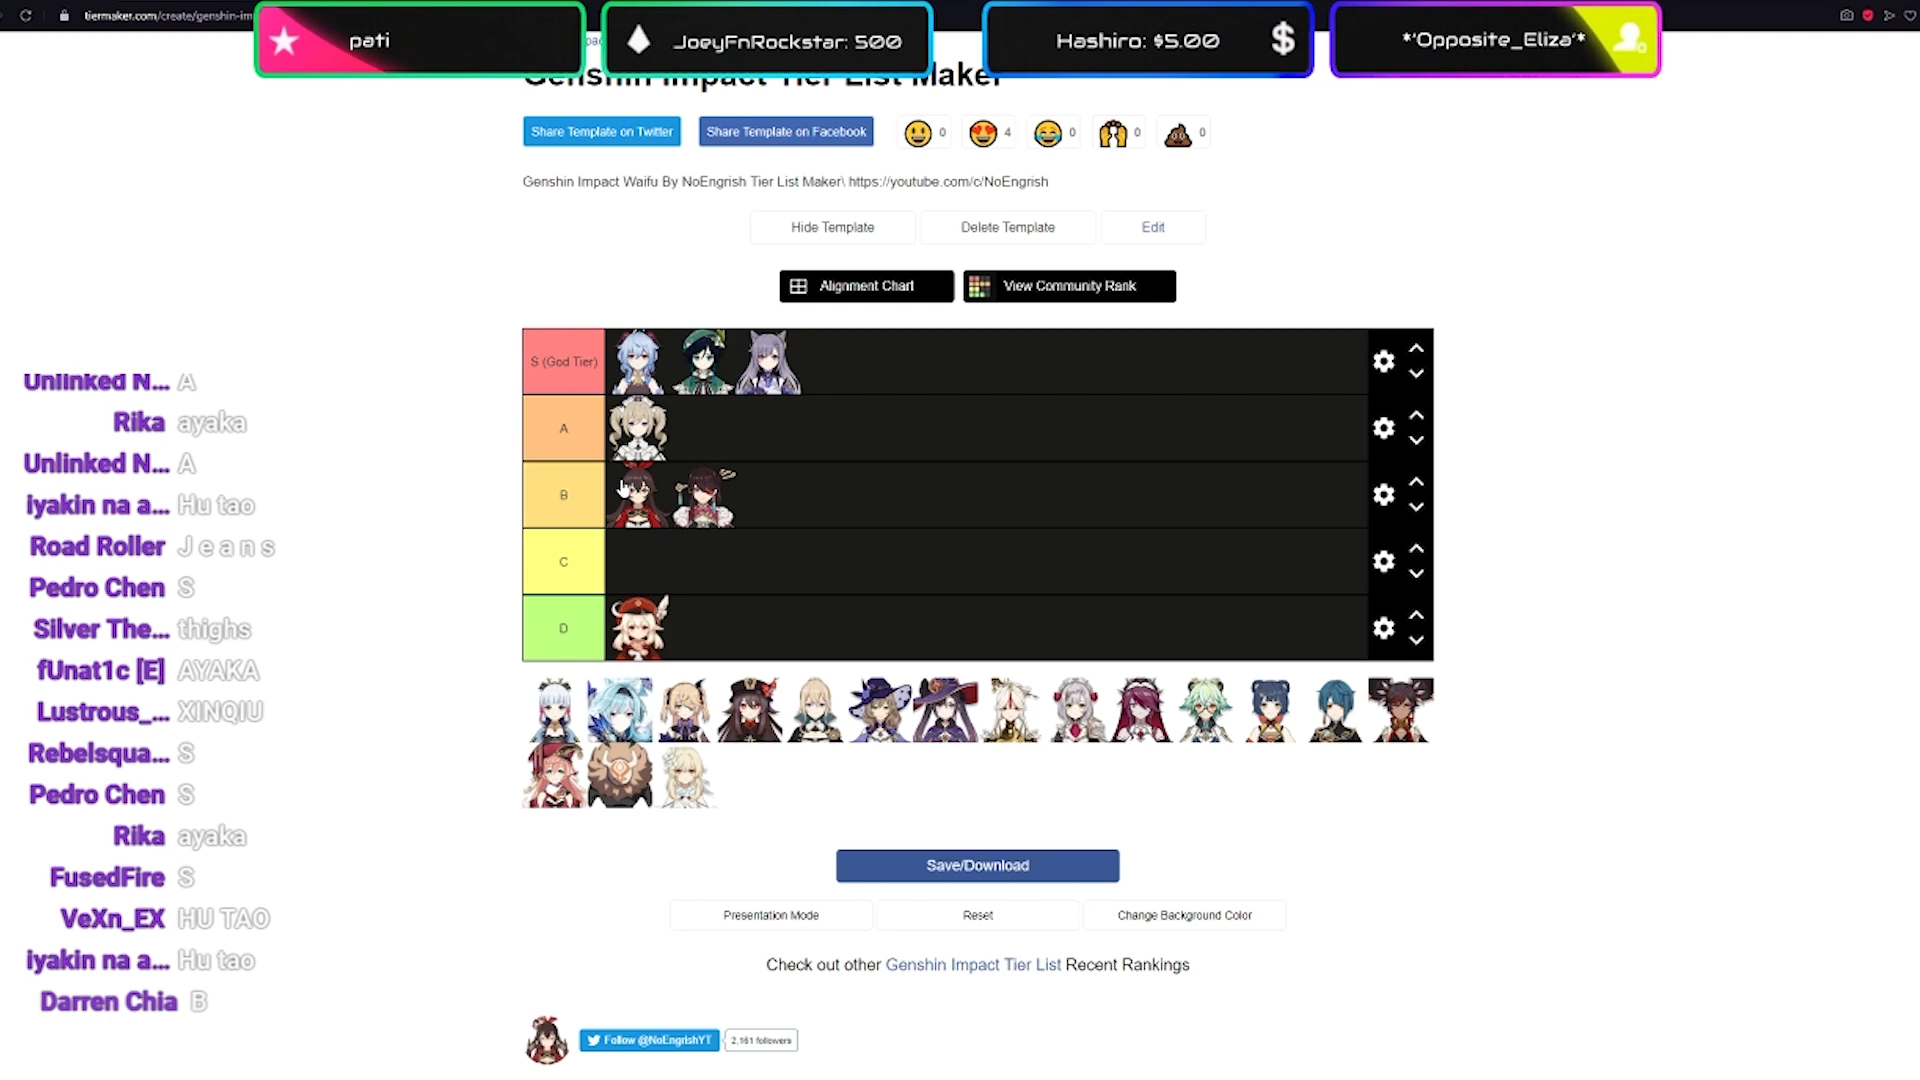 tiermaker.com/create/genshin-im
pati
JoeyFnRockstar: 500
Hashiro: $5.00
*'Opposite_Eliza'*
Genshin Impact Tier List Maker
Share Template on Twitter
Share Template on Facebook
0
4
0
0
0
Genshin Impact Waifu By NoEngrish Tier List Maker\ https://youtube.com/c/NoEngrish
Hide Template
Delete Template
Edit
Alignment Chart
View Community Rank
S (God Tier)
A
B
C
D
Unlinked N... A
Rika ayaka
Unlinked N... A
iyakin na a... Hu tao
Road Roller J e a n s
Pedro Chen S
Silver The... thighs
fUnat1c [E] AYAKA
Lustrous_... XINQIU
Rebelsqua... S
Pedro Chen S
Rika ayaka
FusedFire S
VeXn_EX HU TAO
iyakin na a... Hu tao
Darren Chia B
Save/Download
Presentation Mode
Reset
Change Background Color
Check out other Genshin Impact Tier List Recent Rankings
Follow @NoEngrishYT
2,161 followers